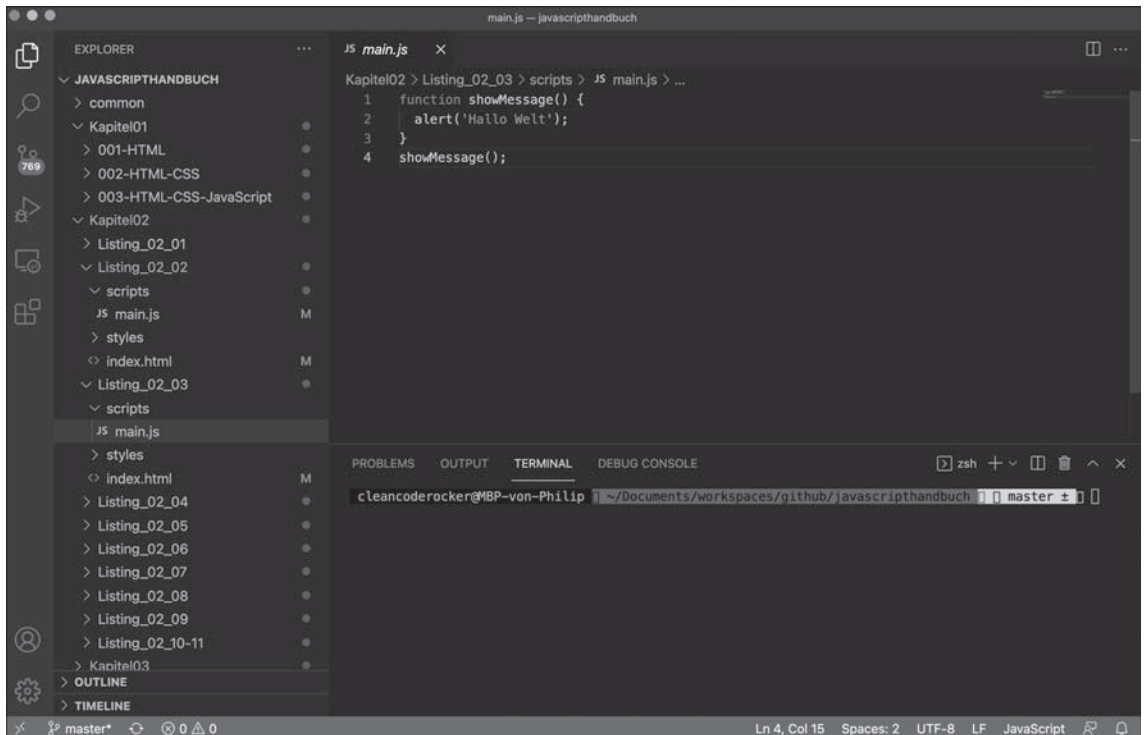 main.js — javascripthandbuch
EXPLORER
JAVASCRIPTHANDBUCH
common
Kapitel01
001-HTML
002-HTML-CSS
003-HTML-CSS-JavaScript
Kapitel02
Listing_02_01
Listing_02_02
scripts
JS main.js M
styles
index.html M
Listing_02_03
scripts
JS main.js
styles
index.html M
Listing_02_04
Listing_02_05
Listing_02_06
Listing_02_07
Listing_02_08
Listing_02_09
Listing_02_10-11
Kapitel03
OUTLINE
TIMELINE
769
JS main.js ×
Kapitel02 > Listing_02_03 > scripts > JS main.js > ...
1 function showMessage() {
2 alert('Hallo Welt');
3 }
4 showMessage();
PROBLEMS OUTPUT TERMINAL DEBUG CONSOLE zsh
cleancoderocker@MBP-von-Philip ~/Documents/workspaces/github/javascripthandbuch master ±
master* 0 0 Ln 4, Col 15 Spaces: 2 UTF-8 LF JavaScript